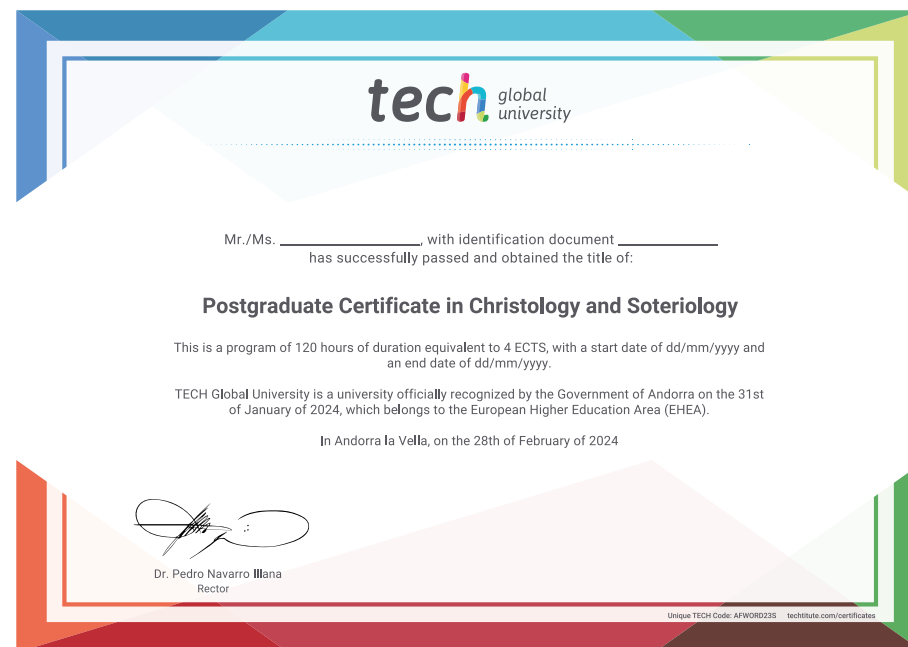 tech global
university
Mr./Ms. ____________________, with identification document ______________
has successfully passed and obtained the title of:
Postgraduate Certificate in Christology and Soteriology
This is a program of 120 hours of duration equivalent to 4 ECTS, with a start date of dd/mm/yyyy and
an end date of dd/mm/yyyy.
TECH Global University is a university officially recognized by the Government of Andorra on the 31st
of January of 2024, which belongs to the European Higher Education Area (EHEA).
In Andorra la Vella, on the 28th of February of 2024
Dr. Pedro Navarro Illana
Rector
Unique TECH Code: AFWORD23S techtitute.com/certificates